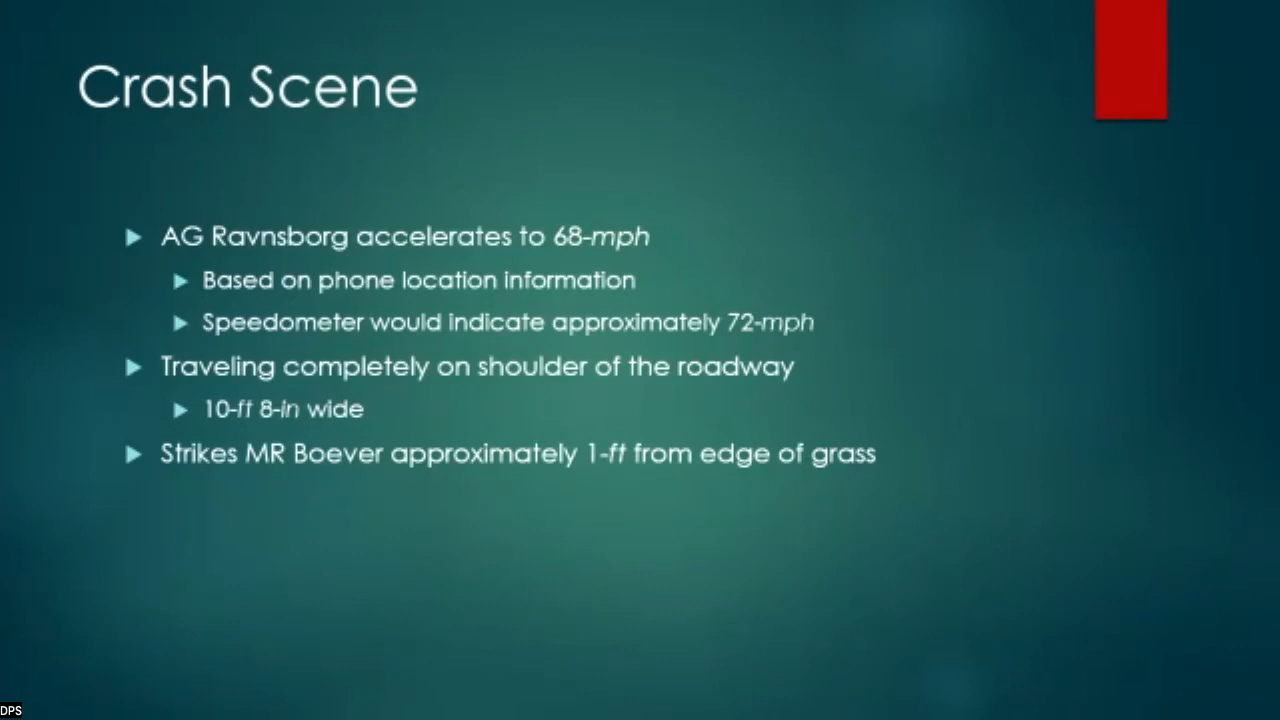 Crash Scene
AG Ravnsborg accelerates to 68-mph
Based on phone location information
Speedometer would indicate approximately 72-mph
Traveling completely on shoulder of the roadway
10-ft 8-in wide
Strikes MR Boever approximately 1-ft from edge of grass
DPS